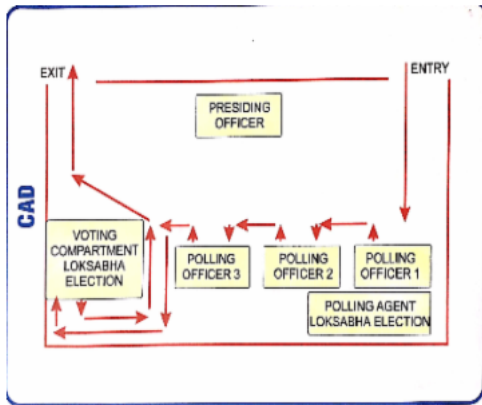 EXIT
ENTRY
PRESIDING
OFFICER
CAD
VOTING
COMPARTMENT
LOKSABHA
ELECTION
POLLING
OFFICER 3
POLLING
OFFICER 2
POLLING
OFFICER 1
POLLING AGENT
LOKSABHA ELECTION